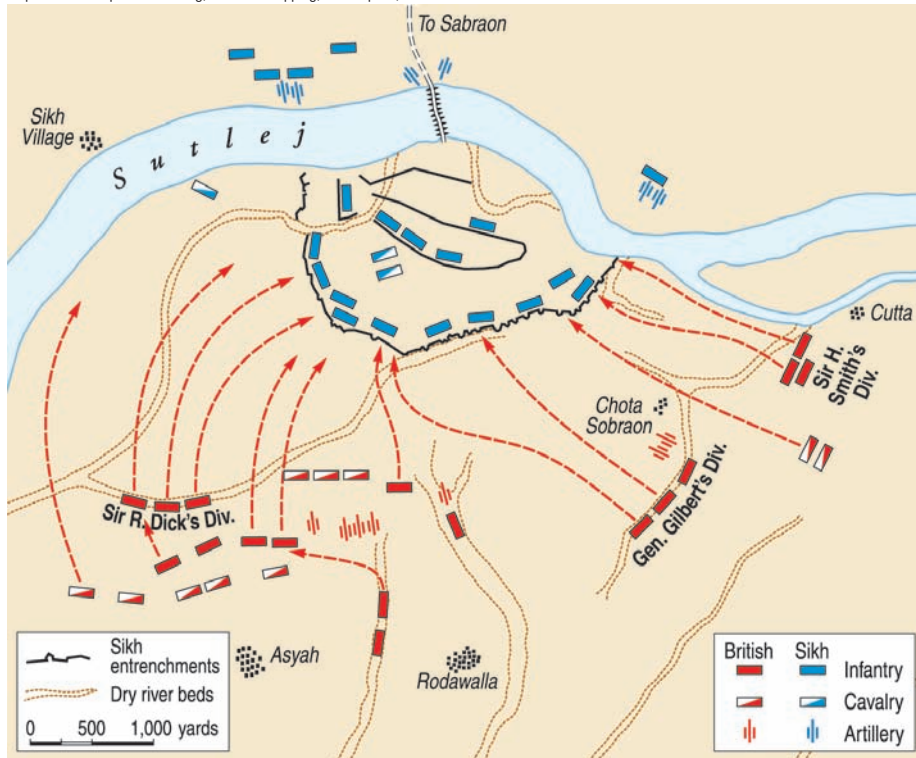 To Sabraon
Sikh
Village
Sutlej
Cutta
Sir H.
Smith's
Div.
Chota
Sobraon
Gen. Gilbert's Div.
Sir R. Dick's Div.
Asyah
Rodawalla
Sikh
entrenchments
Dry river beds
0 500 1,000 yards
British Sikh
Infantry
Cavalry
Artillery